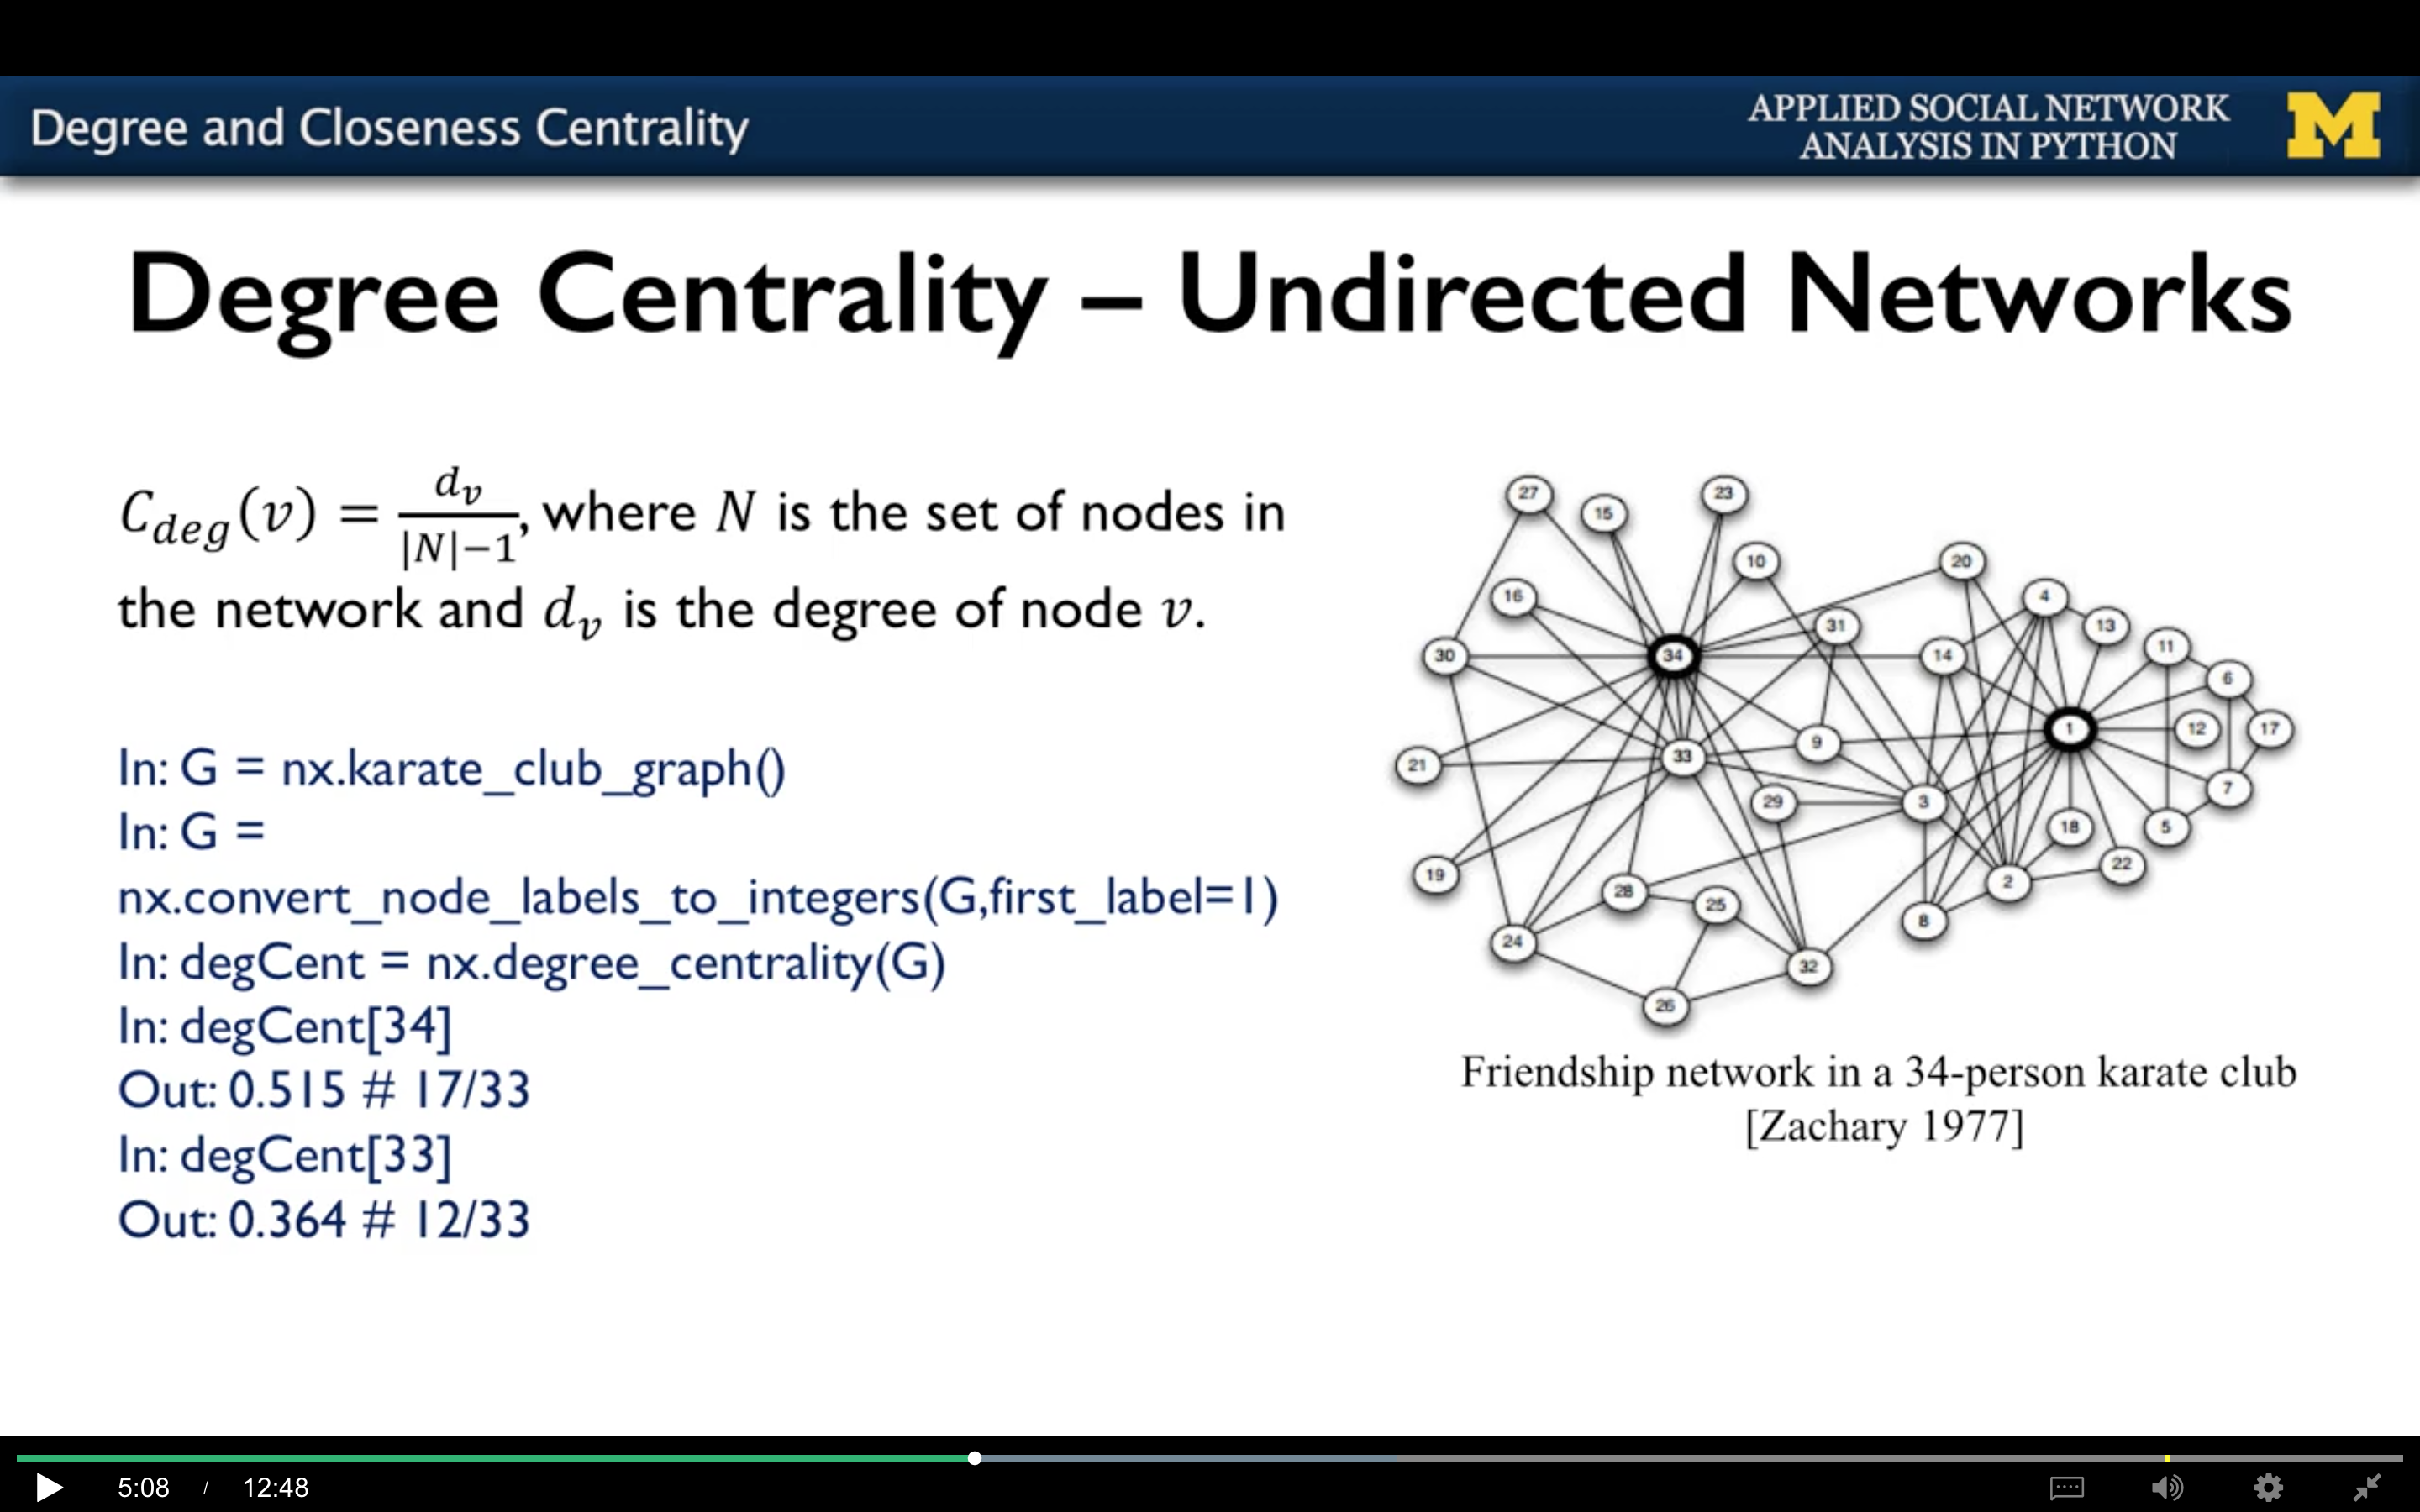 Degree and Closeness Centrality
APPLIED SOCIAL NETWORK
ANALYSIS IN PYTHON
M
Degree Centrality – Undirected Networks
C_deg(v) = d_v / (|N|−1), where N is the set of nodes in
the network and d_v is the degree of node v.
In: G = nx.karate_club_graph()
In: G =
nx.convert_node_labels_to_integers(G,first_label=1)
In: degCent = nx.degree_centrality(G)
In: degCent[34]
Out: 0.515 # 17/33
In: degCent[33]
Out: 0.364 # 12/33
27
15
23
10
20
16
4
31
13
30
34
14
11
6
1
12
17
9
33
21
29
3
7
18
5
19
28
25
2
22
8
24
32
26
Friendship network in a 34-person karate club
[Zachary 1977]
5:08 / 12:48